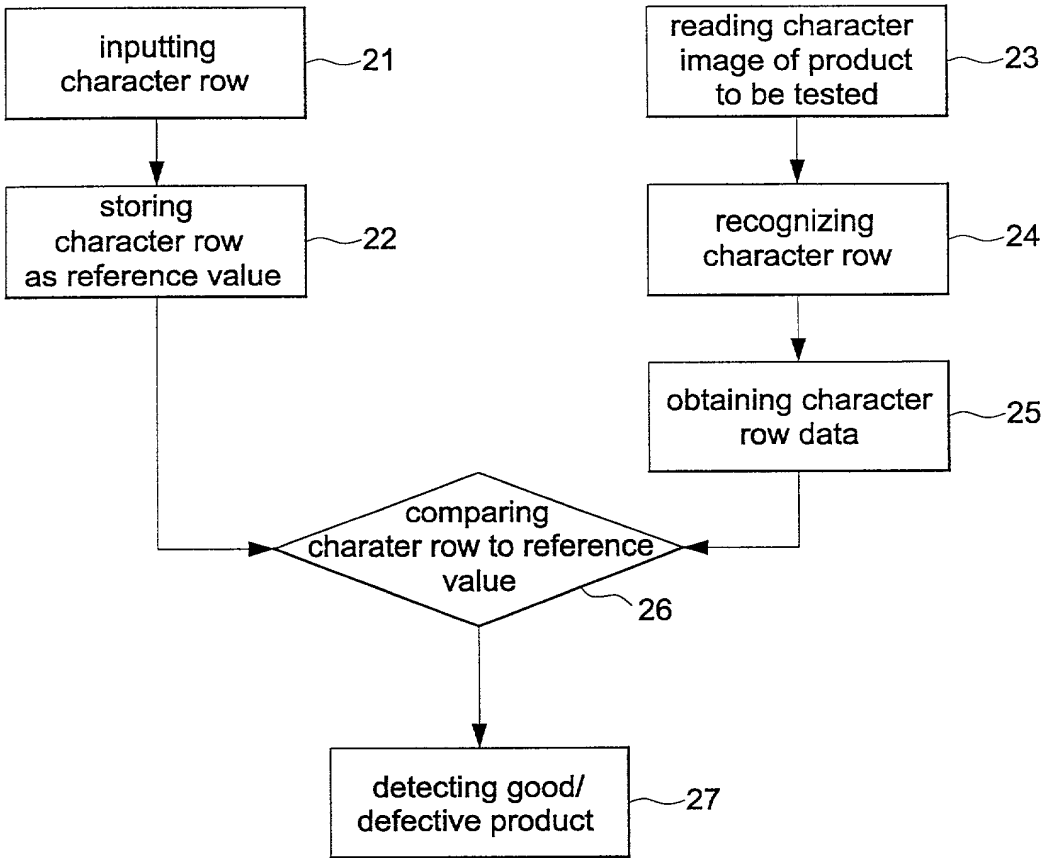 inputting
character row
21
storing
character row
as reference value
22
reading character
image of product
to be tested
23
recognizing
character row
24
obtaining character
row data
25
comparing
charater row to reference
value
26
detecting good/
defective product
27